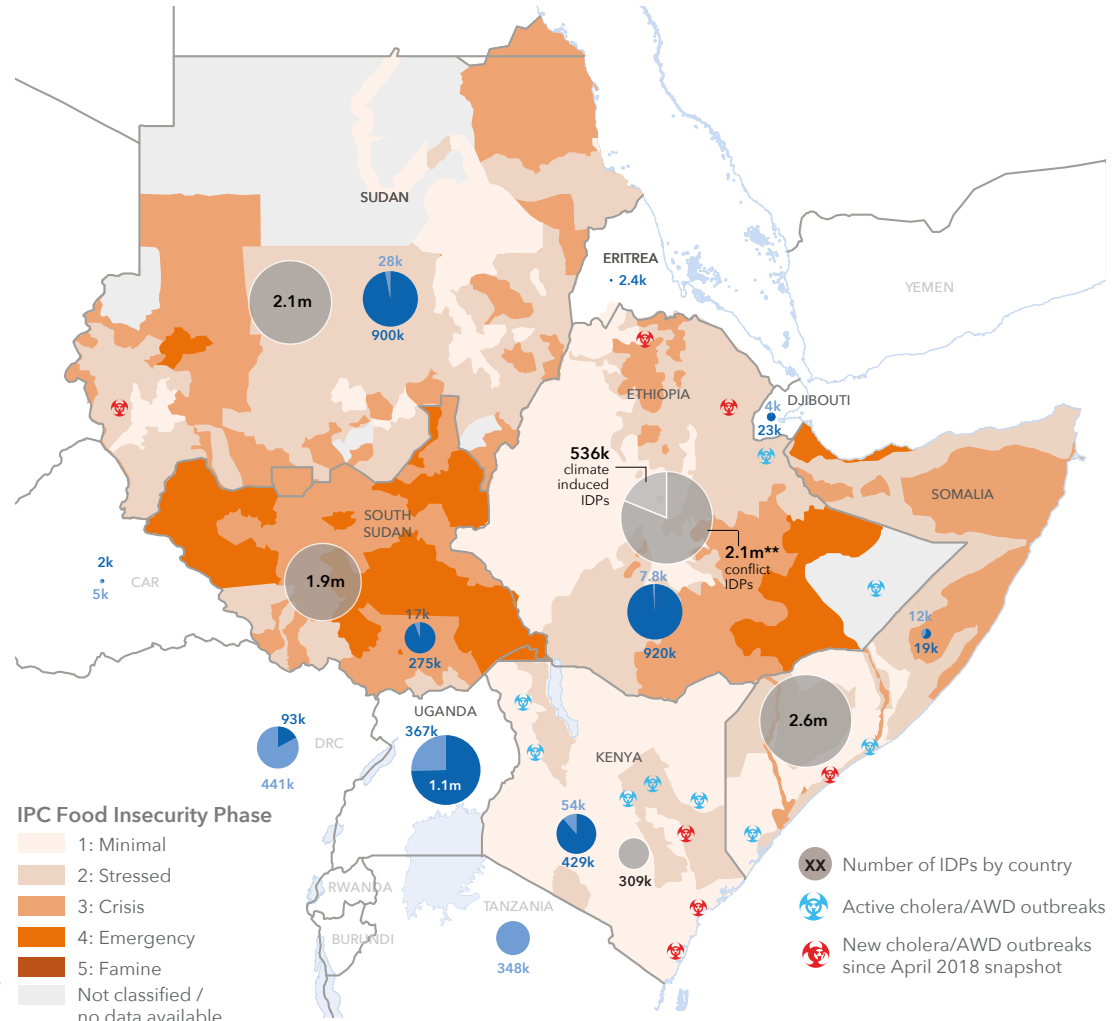 SUDAN
28k
2.1m
900k
ERITREA
2.4k
YEMEN
ETHIOPIA
DJIBOUTI
4k
23k
536k
climate
induced
IDPs
SOMALIA
SOUTH
SUDAN
2.1m**
conflict
IDPs
1.9m
7.8k
920k
2k
CAR
5k
17k
275k
12k
19k
UGANDA
367k
1.1m
93k
DRC
441k
2.6m
KENYA
54k
429k
309k
RWANDA
TANZANIA
BURUNDI
348k
IPC Food Insecurity Phase
1: Minimal
2: Stressed
3: Crisis
4: Emergency
5: Famine
Not classified /
no data available
XX Number of IDPs by country
Active cholera/AWD outbreaks
New cholera/AWD outbreaks
since April 2018 snapshot